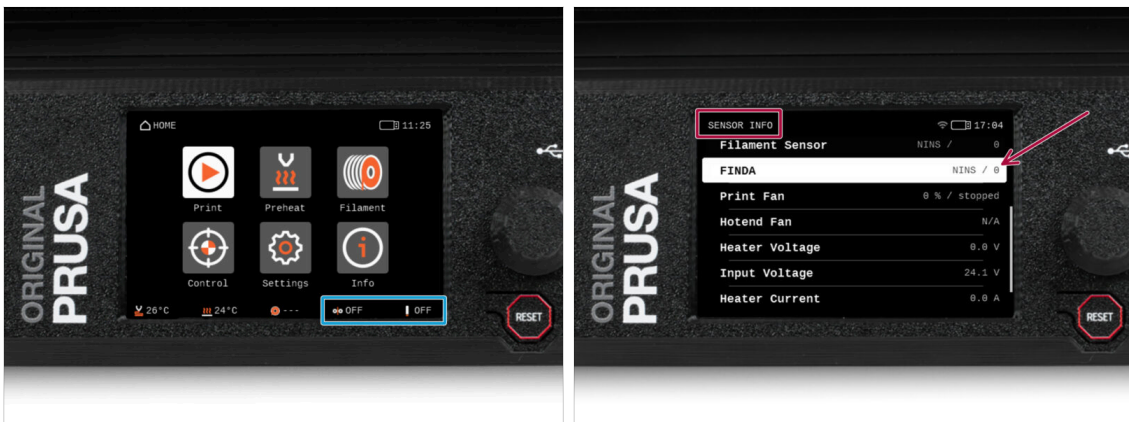 ORIGINAL
PRUSA
HOME
11:25
Print
Preheat
Filament
Control
Settings
Info
26°C
24°C
---
OFF
OFF
RESET
ORIGINAL
PRUSA
SENSOR INFO
17:04
Filament Sensor NINS / 0
FINDA NINS / 0
Print Fan 0 % / stopped
Hotend Fan N/A
Heater Voltage 0.0 V
Input Voltage 24.1 V
Heater Current 0.0 A
RESET